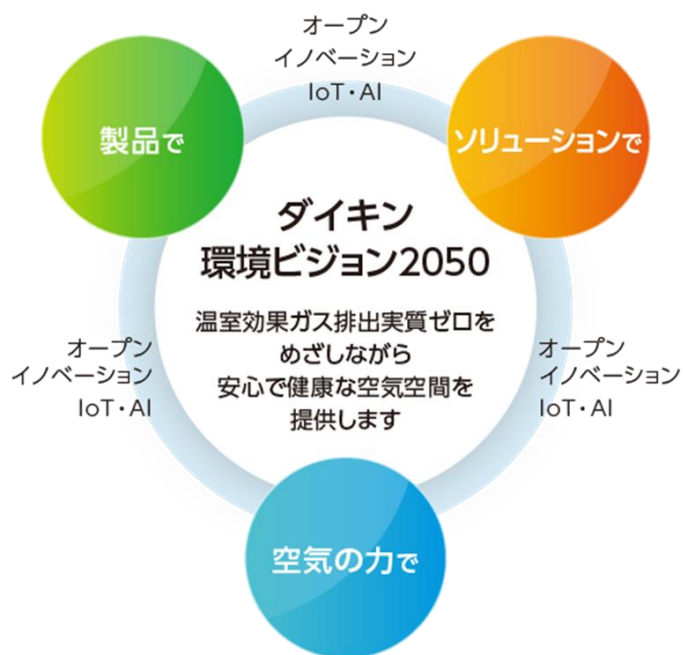 オープン
イノベーション
IoT・AI
製品で
ソリューションで
ダイキン
環境ビジョン2050
温室効果ガス排出実質ゼロを
めざしながら
安心で健康な空気空間を
提供します
オープン
イノベーション
IoT・AI
オープン
イノベーション
IoT・AI
空気の力で